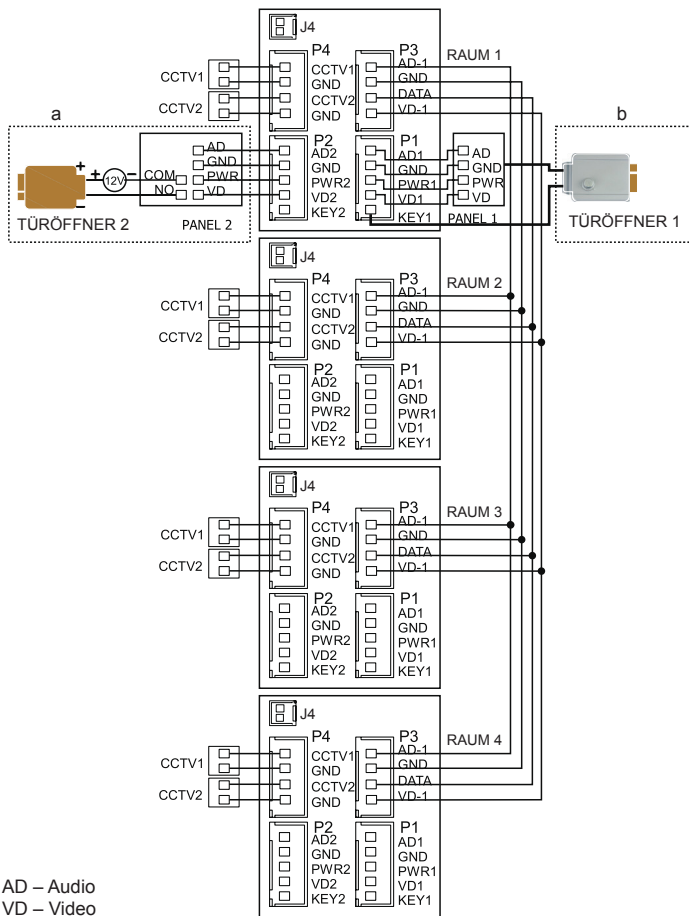 J4
P4
P3
RAUM 1
CCTV1
GND
CCTV2
GND
AD-1
GND
DATA
VD-1
CCTV1
CCTV2
a
b
P2
P1
AD2
GND
PWR2
VD2
KEY2
AD1
GND
PWR1
VD1
KEY1
AD
GND
PWR
VD
COM
NO
+
+ 12V –
–
TÜRÖFFNER 2
PANEL 2
AD
GND
PWR
VD
PANEL 1
TÜRÖFFNER 1
J4
P4
P3
RAUM 2
CCTV1
GND
CCTV2
GND
AD-1
GND
DATA
VD-1
CCTV1
CCTV2
P2
P1
AD2
GND
PWR2
VD2
KEY2
AD1
GND
PWR1
VD1
KEY1
J4
P4
P3
RAUM 3
CCTV1
GND
CCTV2
GND
AD-1
GND
DATA
VD-1
CCTV1
CCTV2
P2
P1
AD2
GND
PWR2
VD2
KEY2
AD1
GND
PWR1
VD1
KEY1
J4
P4
P3
RAUM 4
CCTV1
GND
CCTV2
GND
AD-1
GND
DATA
VD-1
CCTV1
CCTV2
P2
P1
AD2
GND
PWR2
VD2
KEY2
AD1
GND
PWR1
VD1
KEY1
AD – Audio
VD – Video